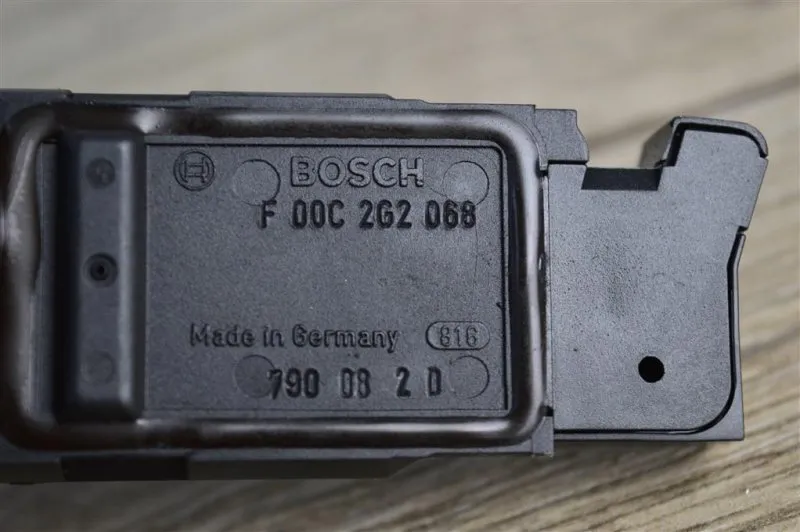 BOSCH
F 00C 2G2 068
Made in Germany 816
790 08 2 D